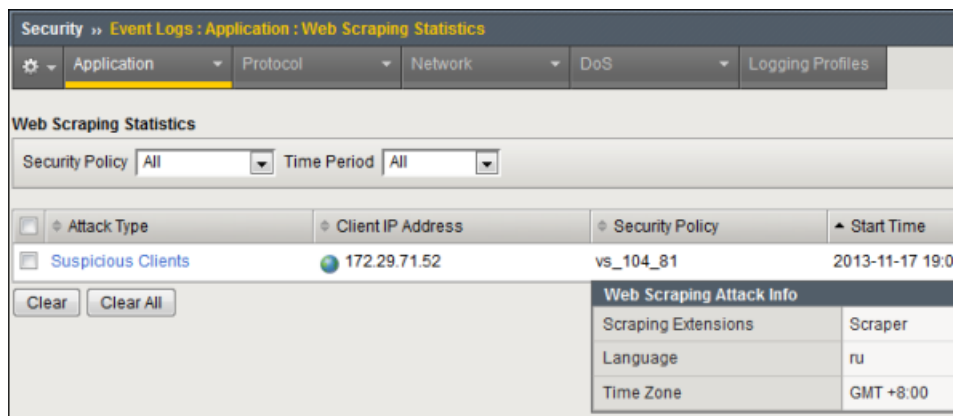 Security » Event Logs : Application : Web Scraping Statistics
Application Protocol Network DoS Logging Profiles
Web Scraping Statistics
Security Policy All Time Period All
Attack Type Client IP Address Security Policy Start Time
Suspicious Clients 172.29.71.52 vs_104_81 2013-11-17 19:0
Clear Clear All
Web Scraping Attack Info
Scraping Extensions Scraper
Language ru
Time Zone GMT +8:00